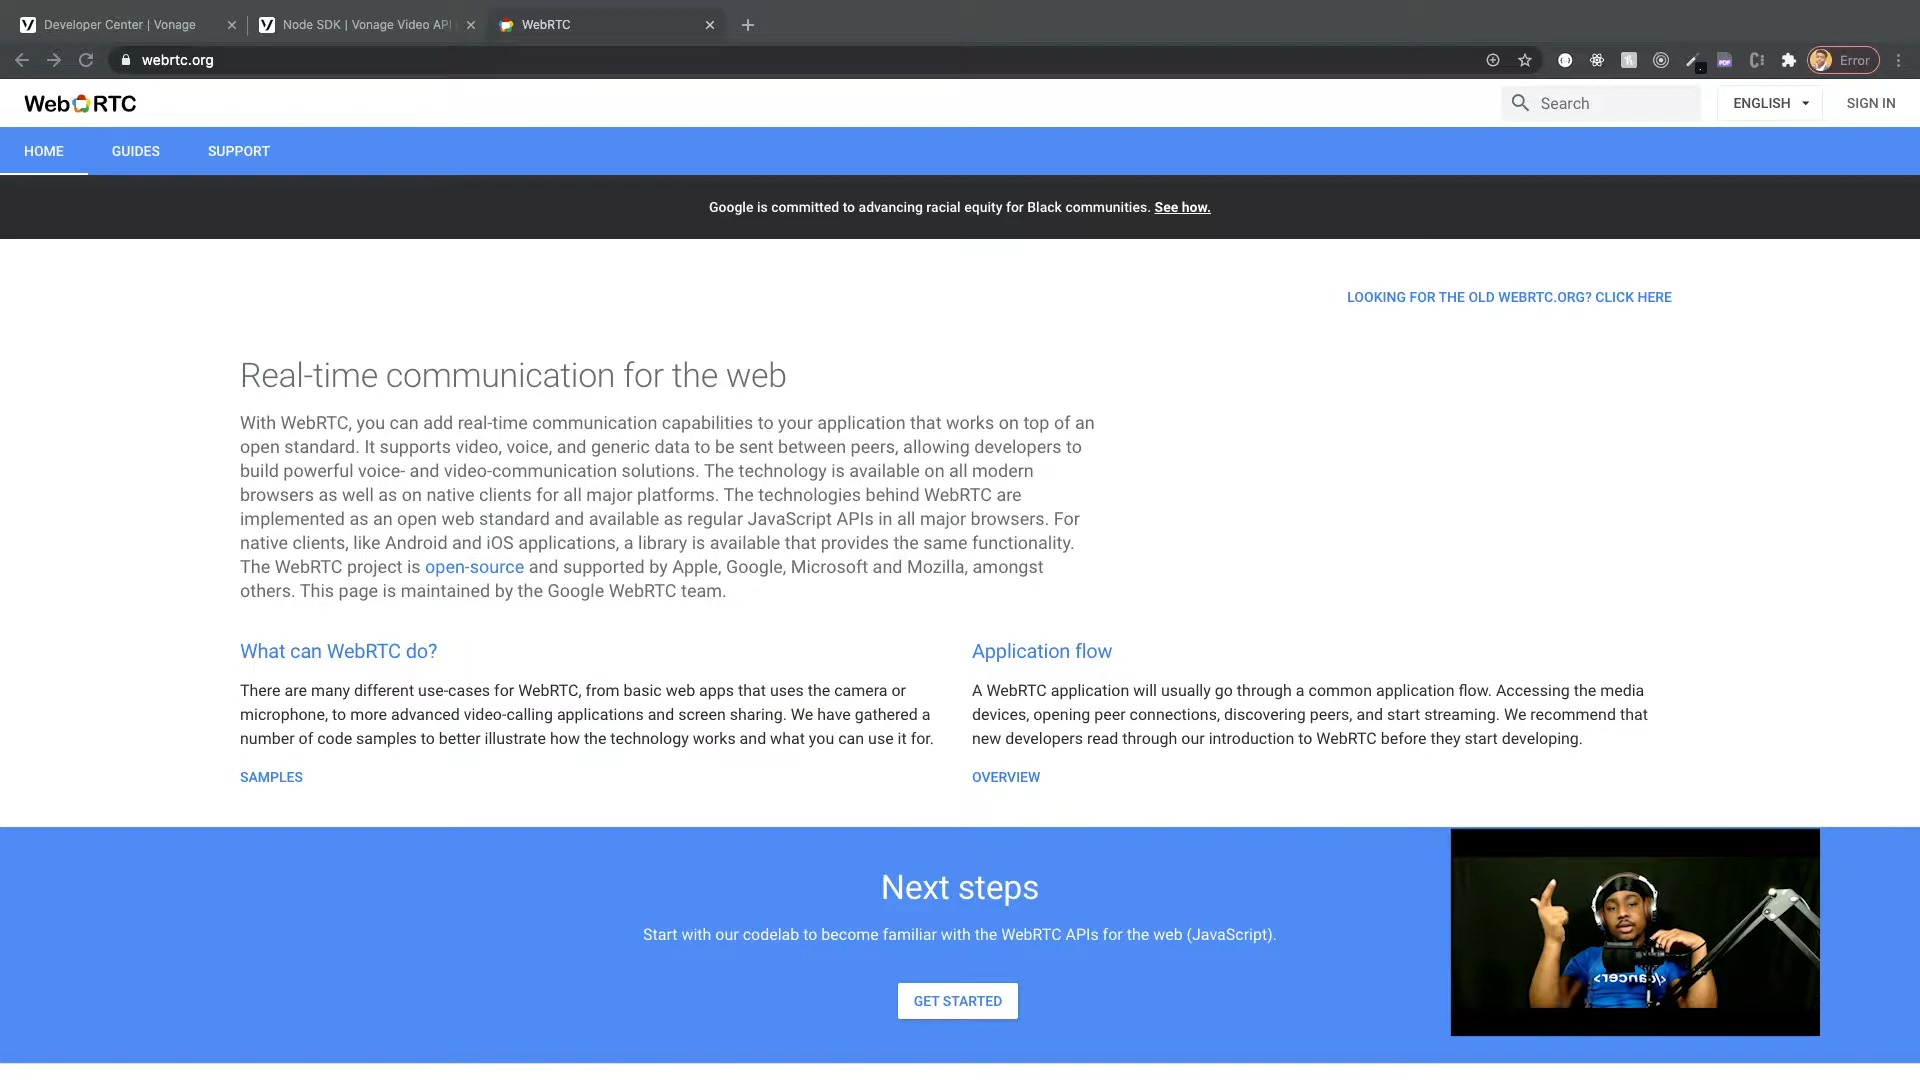 Developer Center | Vonage
Node SDK | Vonage Video API
WebRTC
webrtc.org
Error
WebRTC
Search
ENGLISH
SIGN IN
HOME
GUIDES
SUPPORT
Google is committed to advancing racial equity for Black communities. See how.
LOOKING FOR THE OLD WEBRTC.ORG? CLICK HERE
Real-time communication for the web
With WebRTC, you can add real-time communication capabilities to your application that works on top of an
open standard. It supports video, voice, and generic data to be sent between peers, allowing developers to
build powerful voice- and video-communication solutions. The technology is available on all modern
browsers as well as on native clients for all major platforms. The technologies behind WebRTC are
implemented as an open web standard and available as regular JavaScript APIs in all major browsers. For
native clients, like Android and iOS applications, a library is available that provides the same functionality.
The WebRTC project is open-source and supported by Apple, Google, Microsoft and Mozilla, amongst
others. This page is maintained by the Google WebRTC team.
What can WebRTC do?
There are many different use-cases for WebRTC, from basic web apps that uses the camera or
microphone, to more advanced video-calling applications and screen sharing. We have gathered a
number of code samples to better illustrate how the technology works and what you can use it for.
SAMPLES
Application flow
A WebRTC application will usually go through a common application flow. Accessing the media
devices, opening peer connections, discovering peers, and start streaming. We recommend that
new developers read through our introduction to WebRTC before they start developing.
OVERVIEW
Next steps
Start with our codelab to become familiar with the WebRTC APIs for the web (JavaScript).
GET STARTED